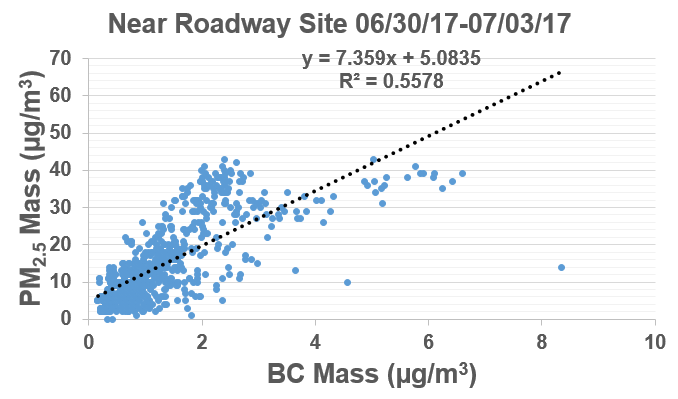 Near Roadway Site 06/30/17-07/03/17
y = 7.359x + 5.0835
R² = 0.5578
70
60
50
40
30
20
10
0
PM₂.₅ Mass (µg/m³)
0 2 4 6 8 10
BC Mass (µg/m³)